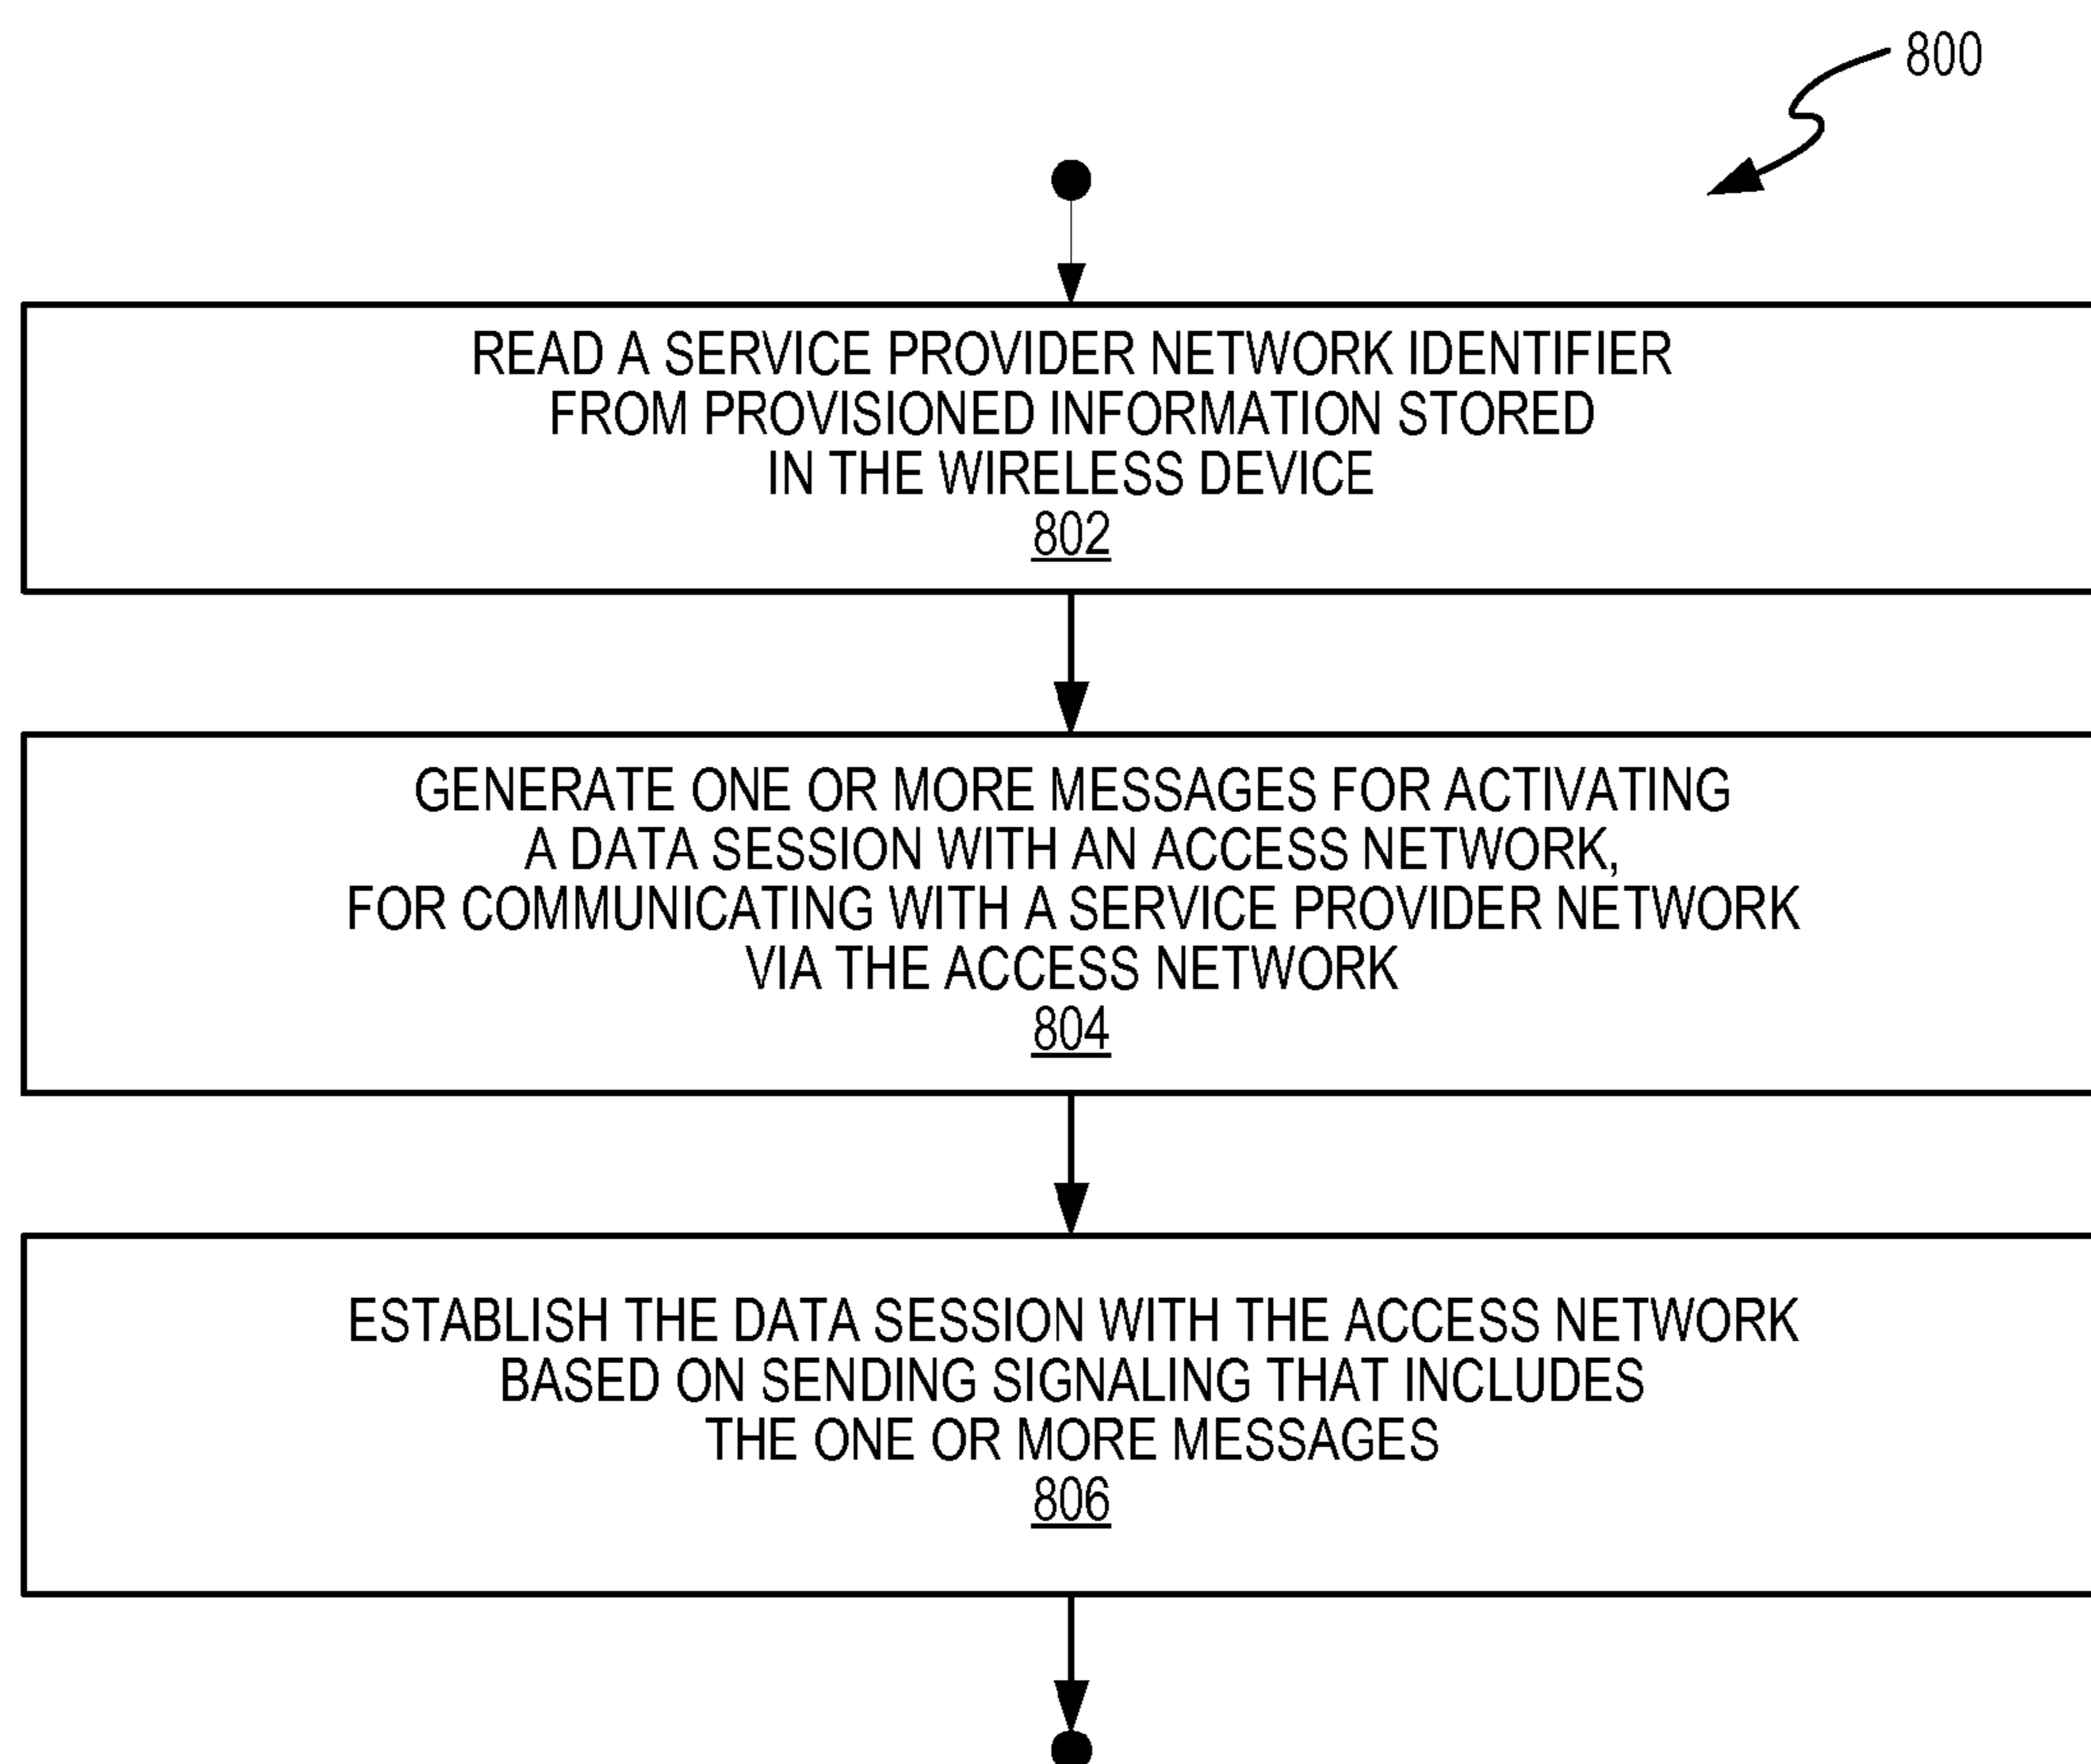 800
READ A SERVICE PROVIDER NETWORK IDENTIFIER
FROM PROVISIONED INFORMATION STORED
IN THE WIRELESS DEVICE
802
GENERATE ONE OR MORE MESSAGES FOR ACTIVATING
A DATA SESSION WITH AN ACCESS NETWORK,
FOR COMMUNICATING WITH A SERVICE PROVIDER NETWORK
VIA THE ACCESS NETWORK
804
ESTABLISH THE DATA SESSION WITH THE ACCESS NETWORK
BASED ON SENDING SIGNALING THAT INCLUDES
THE ONE OR MORE MESSAGES
806